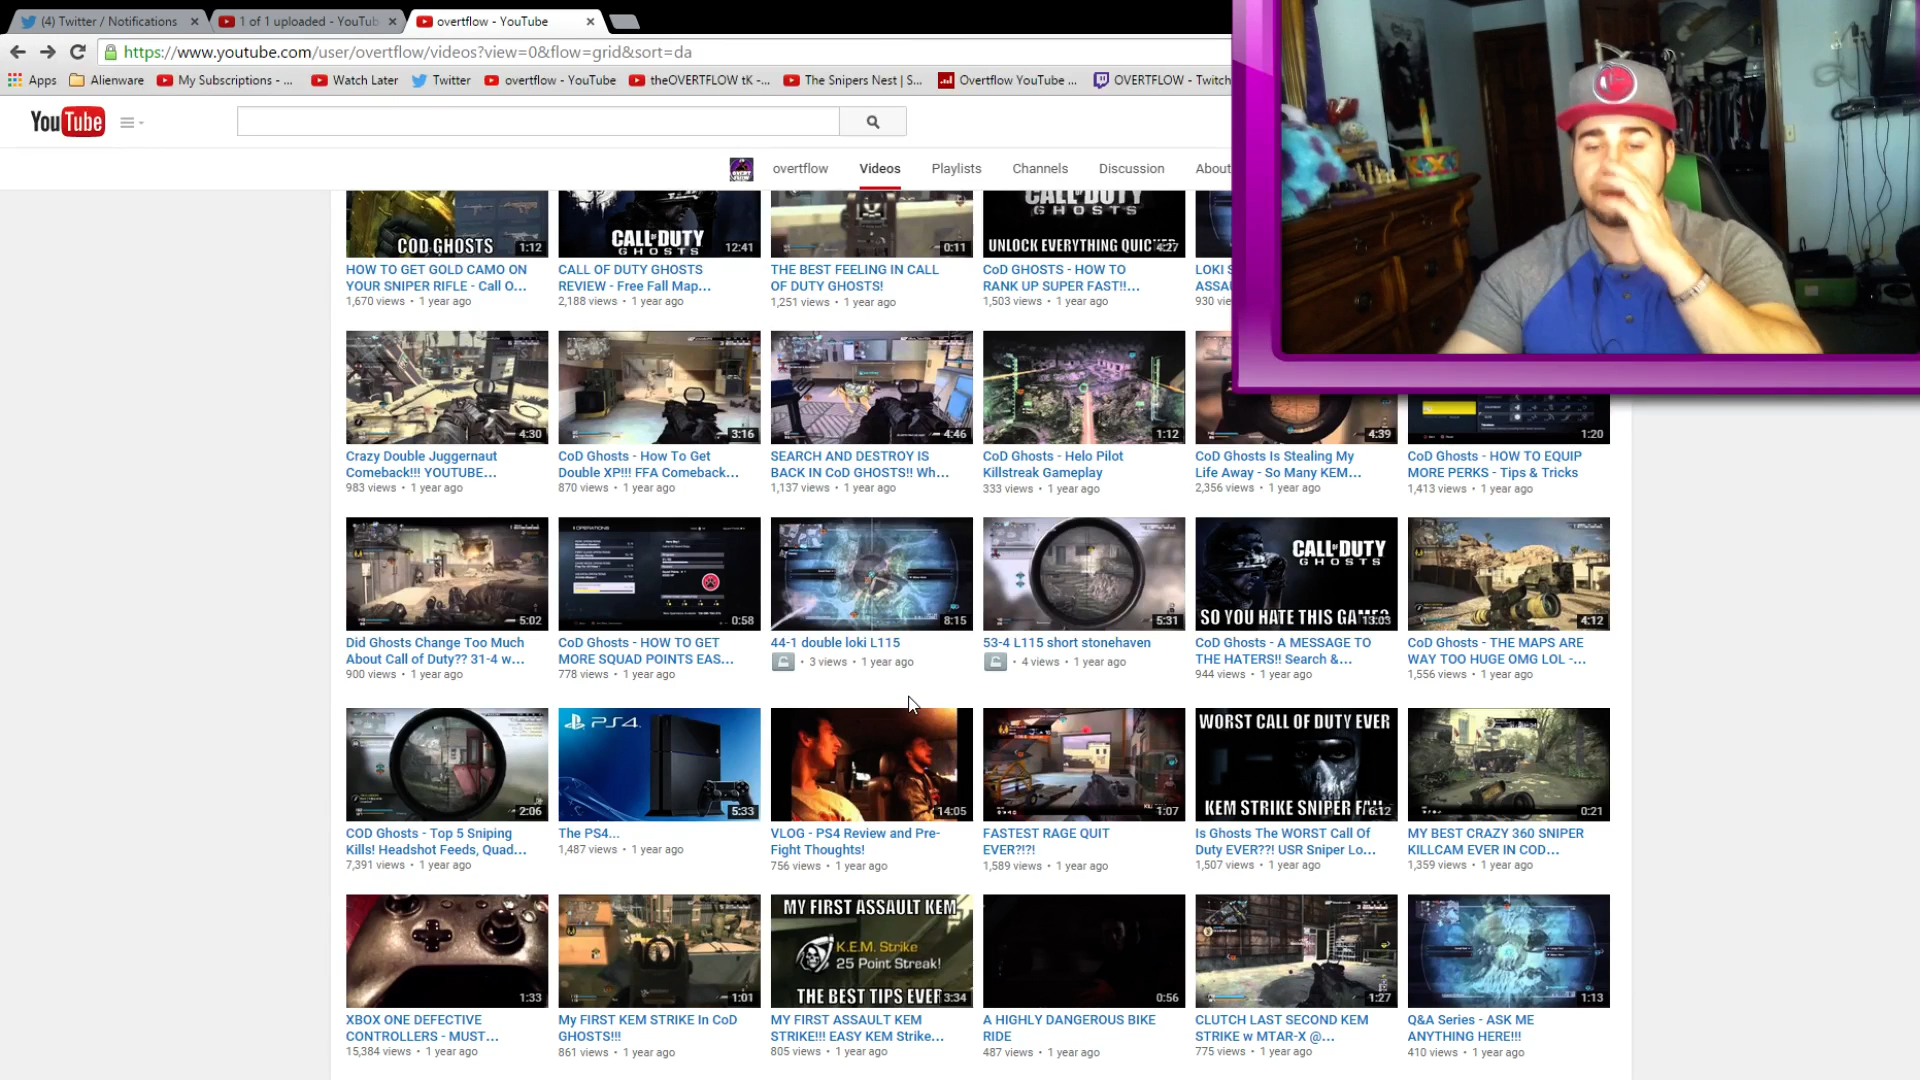 (4) Twitter / Notifications
1 of 1 uploaded - YouTub
overtflow - YouTube
https://www.youtube.com/user/overtflow/videos?view=0&flow=grid&sort=da
Apps
Alienware
My Subscriptions - ...
Watch Later
Twitter
overtflow - YouTube
theOVERTFLOW tK -...
The Snipers Nest | S...
Overtflow YouTube ...
OVERTFLOW - Twitch
YouTube
overtflow
Videos
Playlists
Channels
Discussion
About
COD GHOSTS
1:12
CALL OF DUTY
GHOSTS
12:41
0:11
CALL OF DUTY
GHOSTS
UNLOCK EVERYTHING QUIC
4:27
HOW TO GET GOLD CAMO ON
YOUR SNIPER RIFLE - Call O...
1,670 views • 1 year ago
CALL OF DUTY GHOSTS
REVIEW - Free Fall Map...
2,188 views • 1 year ago
THE BEST FEELING IN CALL
OF DUTY GHOSTS!
1,251 views • 1 year ago
CoD GHOSTS - HOW TO
RANK UP SUPER FAST!!...
1,503 views • 1 year ago
LOKI S
ASSA
930 vie
4:30
3:16
4:46
1:12
4:39
1:20
Crazy Double Juggernaut
Comeback!!! YOUTUBE...
983 views • 1 year ago
CoD Ghosts - How To Get
Double XP!!! FFA Comeback...
870 views • 1 year ago
SEARCH AND DESTROY IS
BACK IN CoD GHOSTS!! Wh...
1,137 views • 1 year ago
CoD Ghosts - Helo Pilot
Killstreak Gameplay
333 views • 1 year ago
CoD Ghosts Is Stealing My
Life Away - So Many KEM...
2,356 views • 1 year ago
CoD Ghosts - HOW TO EQUIP
MORE PERKS - Tips & Tricks
1,413 views • 1 year ago
5:02
OPERATIONS
0:58
8:15
5:31
CALL OF DUTY
GHOSTS
SO YOU HATE THIS GAME?
13:03
4:12
Did Ghosts Change Too Much
About Call of Duty?? 31-4 w...
900 views • 1 year ago
CoD Ghosts - HOW TO GET
MORE SQUAD POINTS EAS...
778 views • 1 year ago
44-1 double loki L115
3 views • 1 year ago
53-4 L115 short stonehaven
4 views • 1 year ago
CoD Ghosts - A MESSAGE TO
THE HATERS!! Search &...
944 views • 1 year ago
CoD Ghosts - THE MAPS ARE
WAY TOO HUGE OMG LOL -...
1,556 views • 1 year ago
2:06
PS4
5:33
14:05
1:07
WORST CALL OF DUTY EVER
KEM STRIKE SNIPER FAIL
6:12
0:21
COD Ghosts - Top 5 Sniping
Kills! Headshot Feeds, Quad...
7,391 views • 1 year ago
The PS4...
1,487 views • 1 year ago
VLOG - PS4 Review and Pre-
Fight Thoughts!
756 views • 1 year ago
FASTEST RAGE QUIT
EVER?!?!
1,589 views • 1 year ago
Is Ghosts The WORST Call Of
Duty EVER??! USR Sniper Lo...
1,507 views • 1 year ago
MY BEST CRAZY 360 SNIPER
KILLCAM EVER IN COD...
1,359 views • 1 year ago
1:33
1:01
MY FIRST ASSAULT KEM
K.E.M. Strike
25 Point Streak!
THE BEST TIPS EVER
3:34
0:56
1:27
1:13
XBOX ONE DEFECTIVE
CONTROLLERS - MUST...
15,384 views • 1 year ago
My FIRST KEM STRIKE In CoD
GHOSTS!!!
861 views • 1 year ago
MY FIRST ASSAULT KEM
STRIKE!!! EASY KEM Strike...
805 views • 1 year ago
A HIGHLY DANGEROUS BIKE
RIDE
487 views • 1 year ago
CLUTCH LAST SECOND KEM
STRIKE w MTAR-X @...
775 views • 1 year ago
Q&A Series - ASK ME
ANYTHING HERE!!!
410 views • 1 year ago